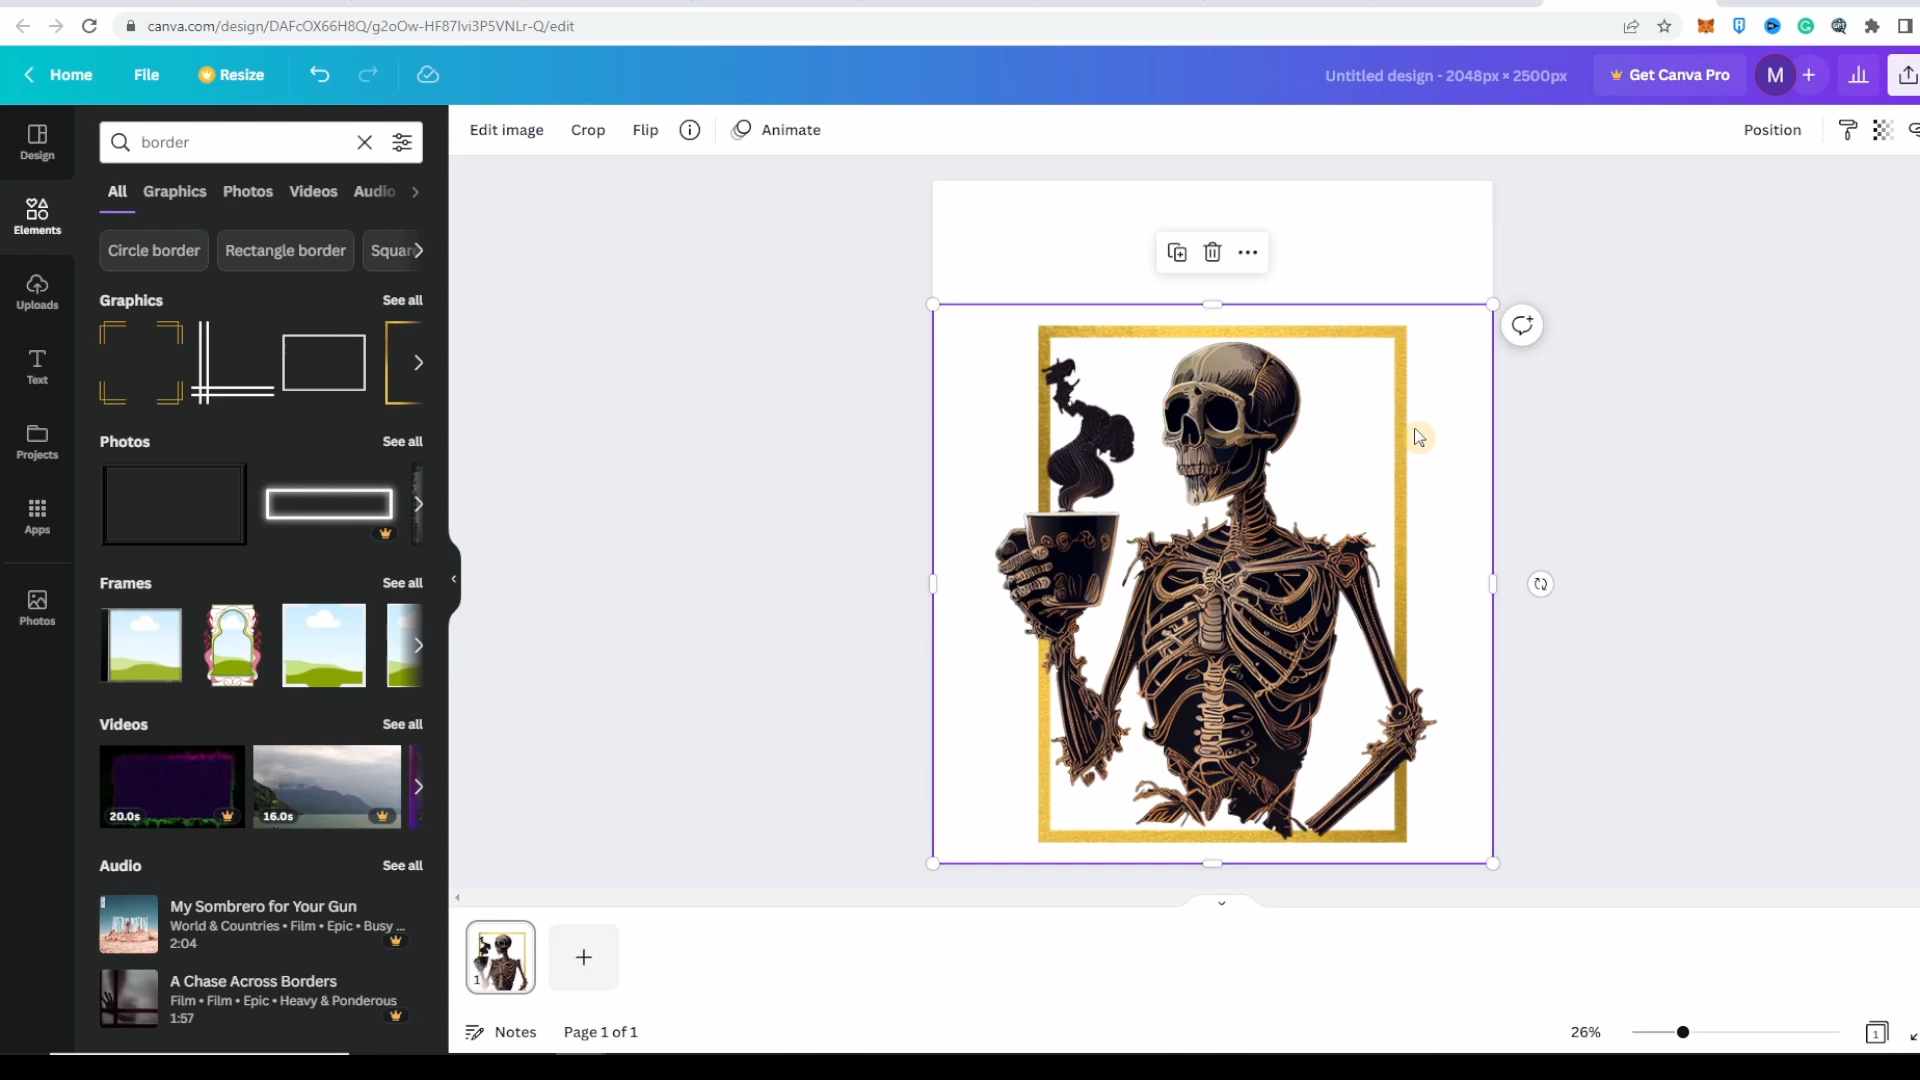 canva.com/design/DAFcOX66H8Q/g2oOw-HF87Ivi3P5VNLr-Q/edit
Home
File
Resize
Untitled design - 2048px × 2500px
Get Canva Pro
M
Design
Elements
Uploads
Text
Projects
Apps
Photos
border
All
Graphics
Photos
Videos
Audio
Circle border
Rectangle border
Squar
Graphics
See all
Photos
See all
Frames
See all
Videos
See all
20.0s
16.0s
Audio
See all
My Sombrero for Your Gun
World & Countries • Film • Epic • Busy ...
2:04
A Chase Across Borders
Film • Film • Epic • Heavy & Ponderous
1:57
Edit image
Crop
Flip
Animate
Position
1
Notes
Page 1 of 1
26%
1